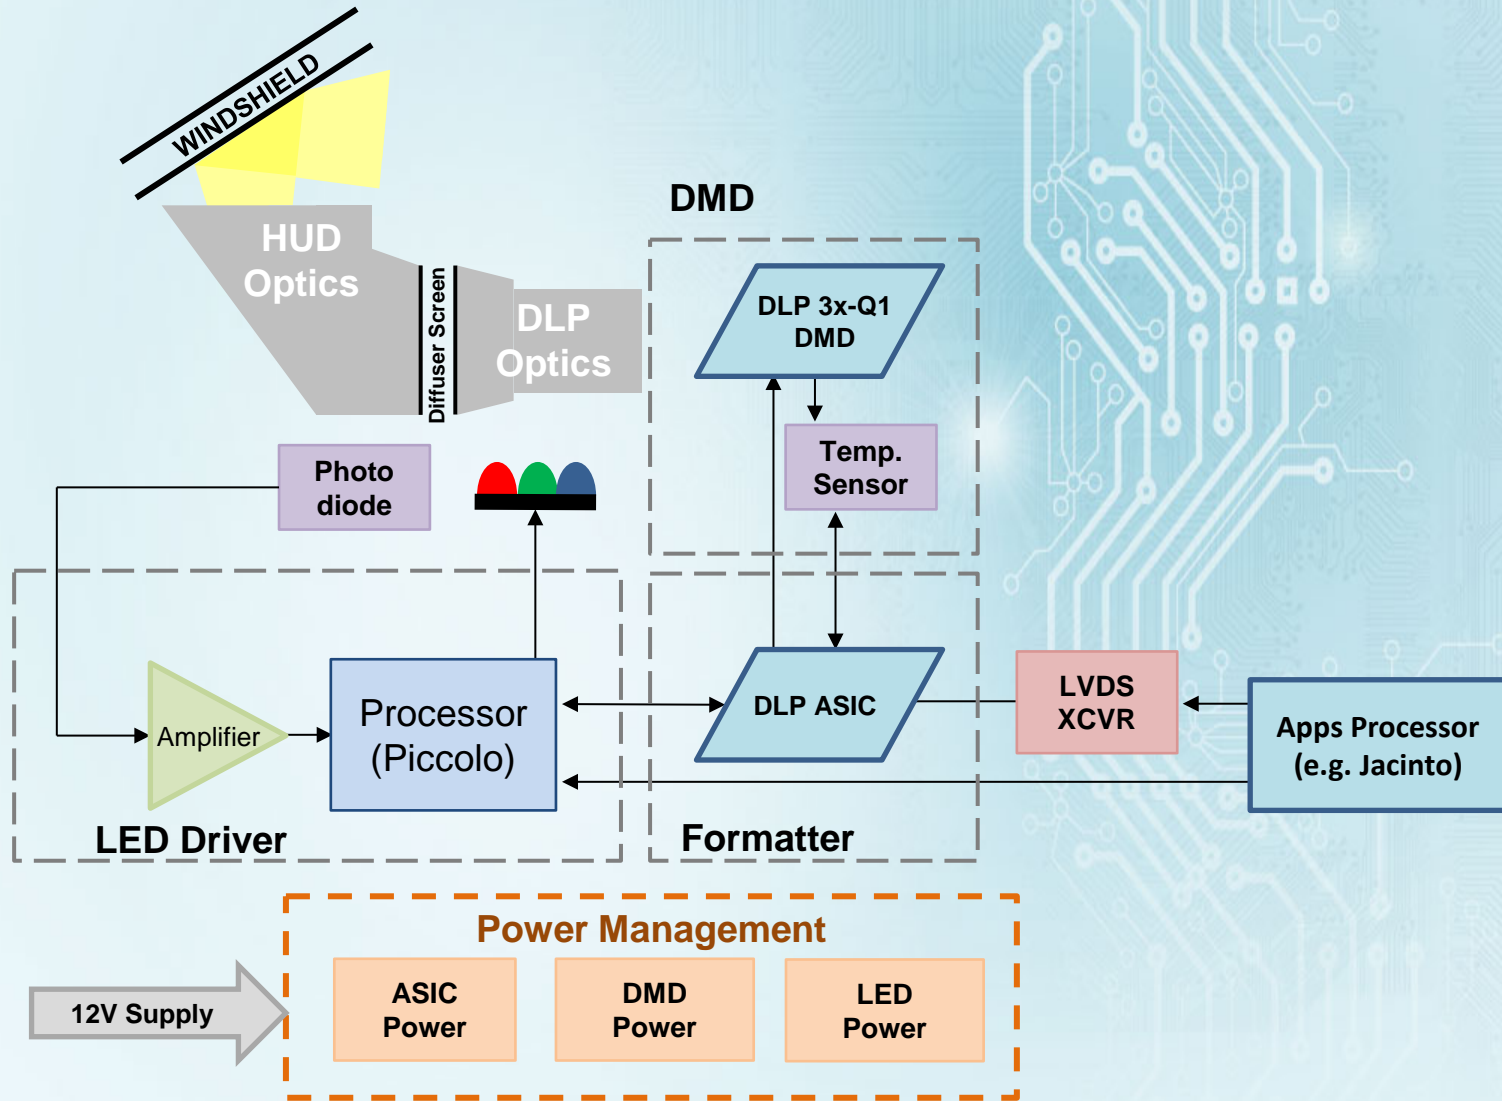 WINDSHIELD
DMD
HUD
Optics
Diffuser Screen
DLP
Optics
DLP 3x-Q1
DMD
Temp.
Sensor
Photo
diode
Amplifier
Processor
(Piccolo)
LED Driver
DLP ASIC
Formatter
LVDS
XCVR
Apps Processor
(e.g. Jacinto)
Power Management
12V Supply
ASIC
Power
DMD
Power
LED
Power